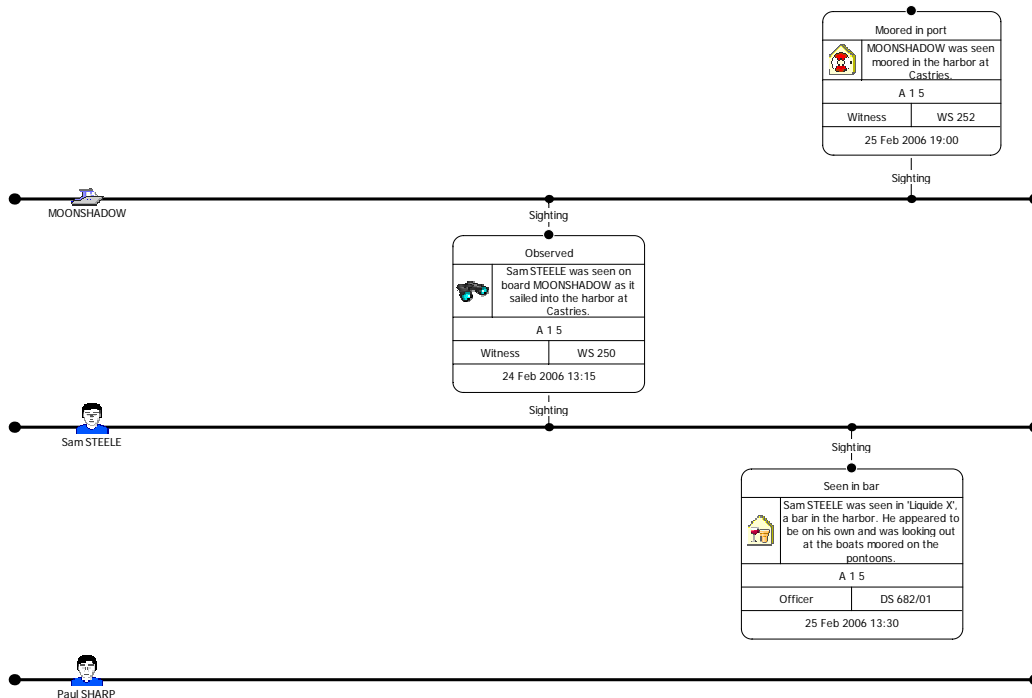 Moored in port
MOONSHADOW was seen
moored in the harbor at
Castries.
A 1 5
Witness
WS 252
25 Feb 2006 19:00
Sighting
MOONSHADOW
Sighting
Observed
Sam STEELE was seen on
board MOONSHADOW as it
sailed into the harbor at
Castries.
A 1 5
Witness
WS 250
24 Feb 2006 13:15
Sighting
Sam STEELE
Sighting
Seen in bar
Sam STEELE was seen in 'Liquide X',
a bar in the harbor. He appeared to
be on his own and was looking out
at the boats moored on the
pontoons.
A 1 5
Officer
DS 682/01
25 Feb 2006 13:30
Paul SHARP